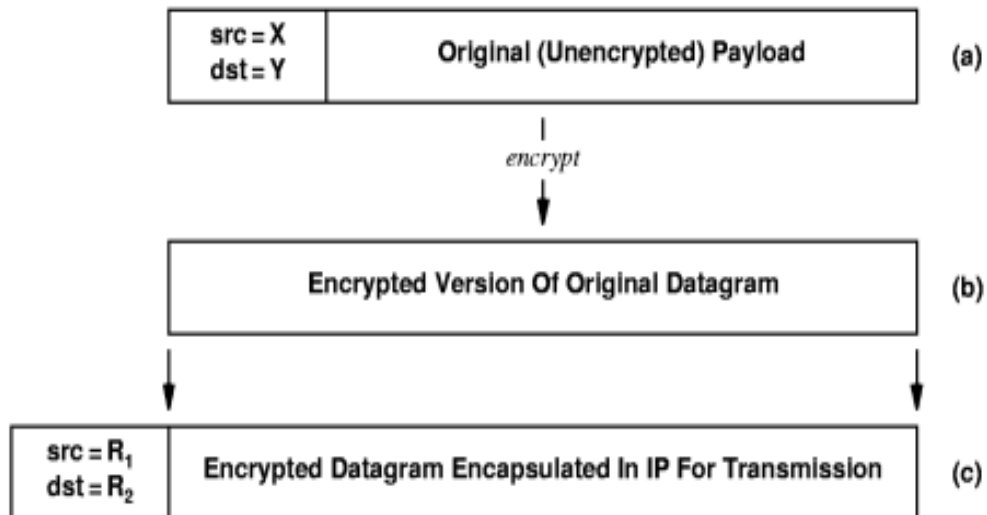 src = X
dst = Y
Original (Unencrypted) Payload
(a)
encrypt
Encrypted Version Of Original Datagram
(b)
src = R₁
dst = R₂
Encrypted Datagram Encapsulated In IP For Transmission
(c)